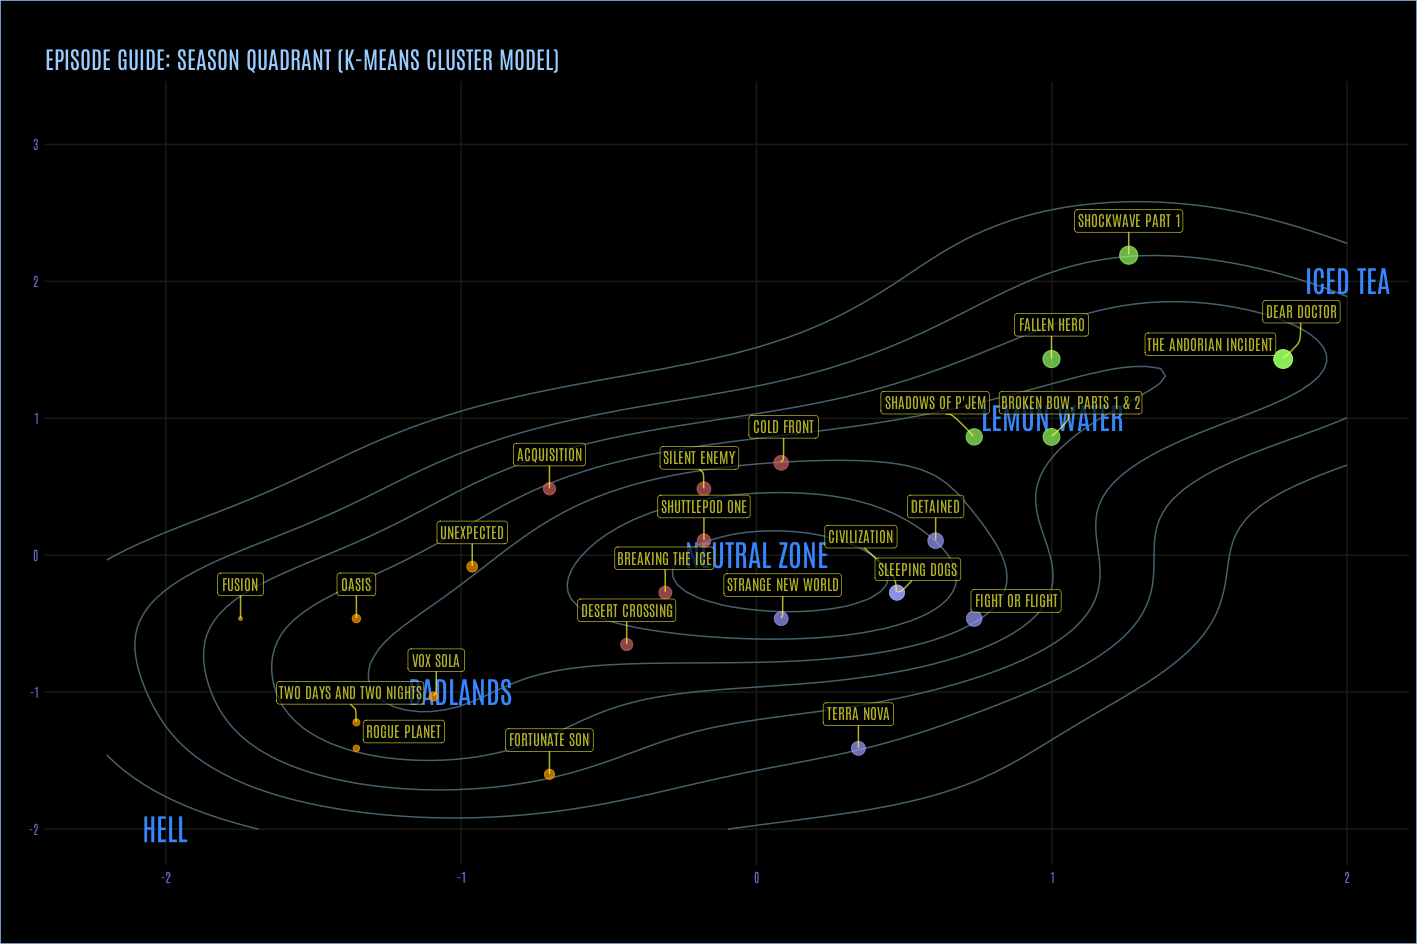 EPISODE GUIDE: SEASON QUADRANT (K-MEANS CLUSTER MODEL)
3
SHOCKWAVE PART 1
2
ICED TEA
DEAR DOCTOR
FALLEN HERO
THE ANDORIAN INCIDENT
SHADOWS OF P'JEM
BROKEN BOW, PARTS 1 & 2
1
LEMON WATER
COLD FRONT
ACQUISITION
SILENT ENEMY
SHUTTLEPOD ONE
DETAINED
UNEXPECTED
CIVILIZATION
0
NEUTRAL ZONE
BREAKING THE ICE
SLEEPING DOGS
FUSION
OASIS
STRANGE NEW WORLD
FIGHT OR FLIGHT
DESERT CROSSING
VOX SOLA
-1
TWO DAYS AND TWO NIGHTS
BADLANDS
TERRA NOVA
ROGUE PLANET
FORTUNATE SON
-2
HELL
-2
-1
0
1
2